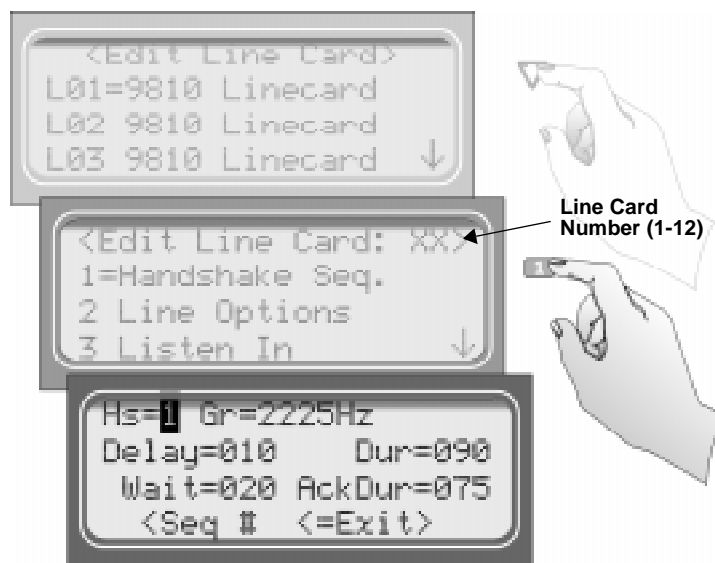 <Edit Line Card>
L01=9810 Linecard
L02 9810 Linecard
L03 9810 Linecard ↓
Line Card
Number (1-12)
<Edit Line Card: XX>
1=Handshake Seq.
2 Line Options
3 Listen In ↓
1
Hs=1 Gr=2225Hz
Delay=010 Dur=090
Wait=020 AckDur=075
<Seq # <=Exit>